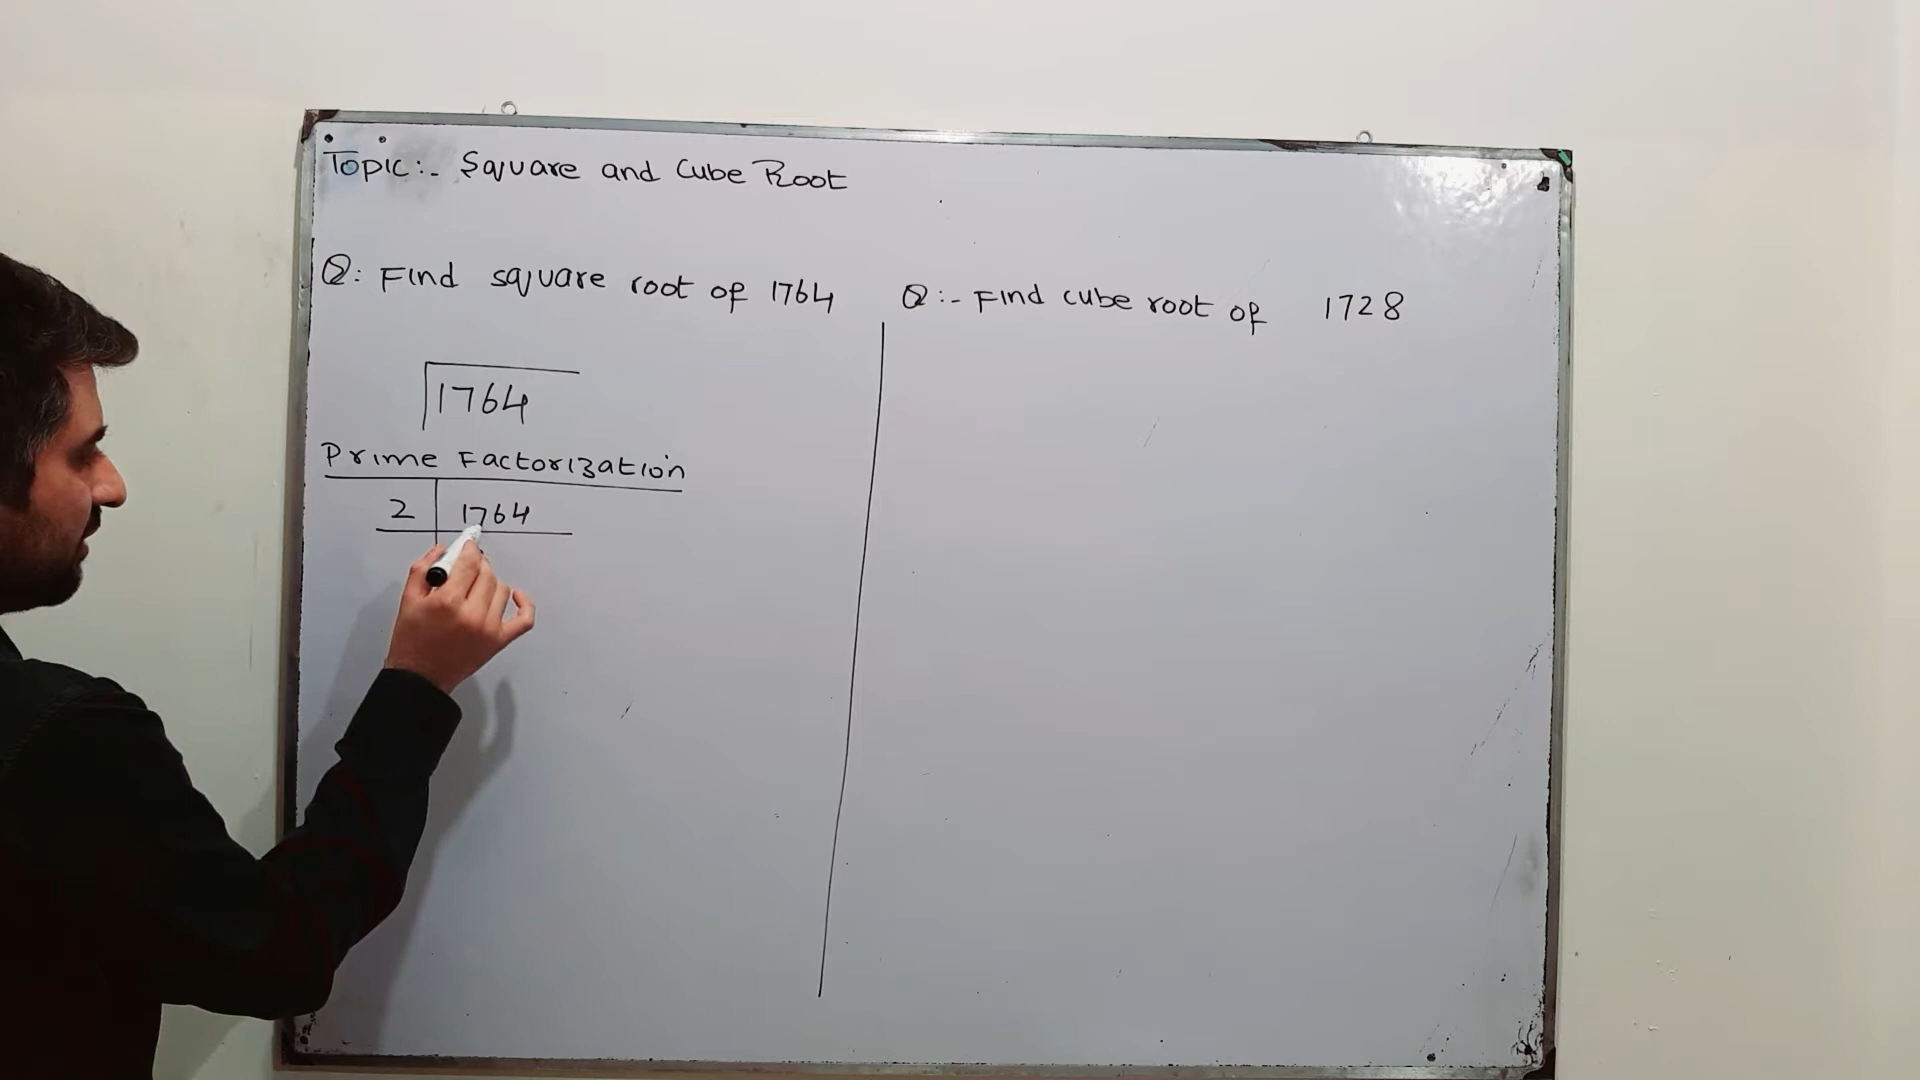 Topic:- Square and Cube Root
Q: Find square root of 1764
1764
Prime Factorization
2 1764
Q:- Find cube root of 1728